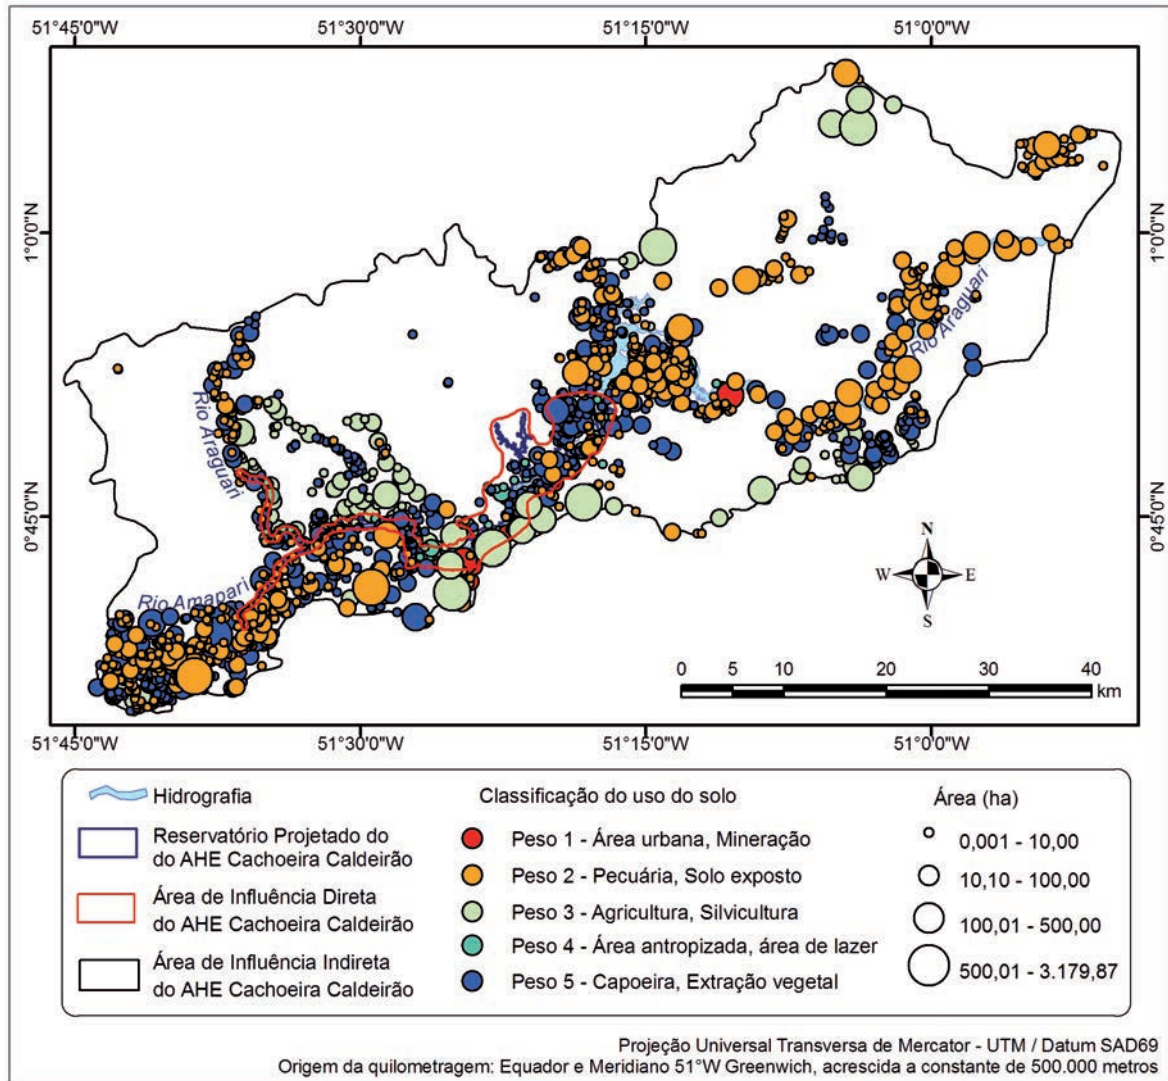 51°45'0"W 51°30'0"W 51°15'0"W 51°0'0"W
1°0'0"N 1°0'0"N
Rio Araguari
Rio Araguari
0°45'0"N 0°45'0"N
Rio Amapari
N
W E
S
0 5 10 20 30 40
km
51°45'0"W 51°30'0"W 51°15'0"W 51°0'0"W
Hidrografia
Reservatório Projetado do
do AHE Cachoeira Caldeirão
Área de Influência Direta
do AHE Cachoeira Caldeirão
Área de Influência Indireta
do AHE Cachoeira Caldeirão
Classificação do uso do solo
Peso 1 - Área urbana, Mineração
Peso 2 - Pecuária, Solo exposto
Peso 3 - Agricultura, Silvicultura
Peso 4 - Área antropizada, área de lazer
Peso 5 - Capoeira, Extração vegetal
Área (ha)
0,001 - 10,00
10,10 - 100,00
100,01 - 500,00
500,01 - 3.179,87
Projeção Universal Transversa de Mercator - UTM / Datum SAD69
Origem da quilometragem: Equador e Meridiano 51°W Greenwich, acrescida a constante de 500.000 metros